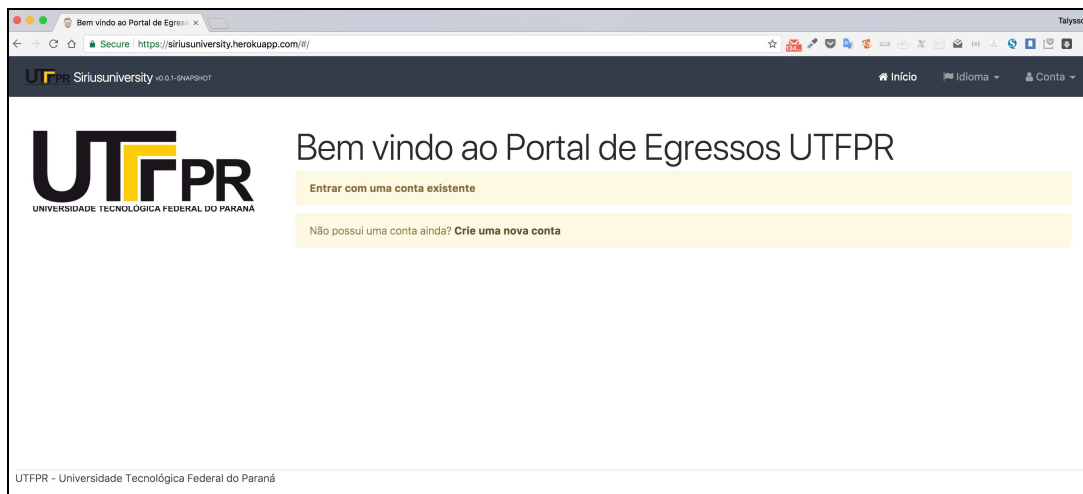 Bem vindo ao Portal de Egress
Talysso
Secure https://siriusuniversity.herokuapp.com/#/
UTFPR Siriusuniversity v0.0.1-SNAPSHOT
Início
Idioma
Conta
UTFPR
UNIVERSIDADE TECNOLÓGICA FEDERAL DO PARANÁ
Bem vindo ao Portal de Egressos UTFPR
Entrar com uma conta existente
Não possui uma conta ainda? Crie uma nova conta
UTFPR - Universidade Tecnológica Federal do Paraná